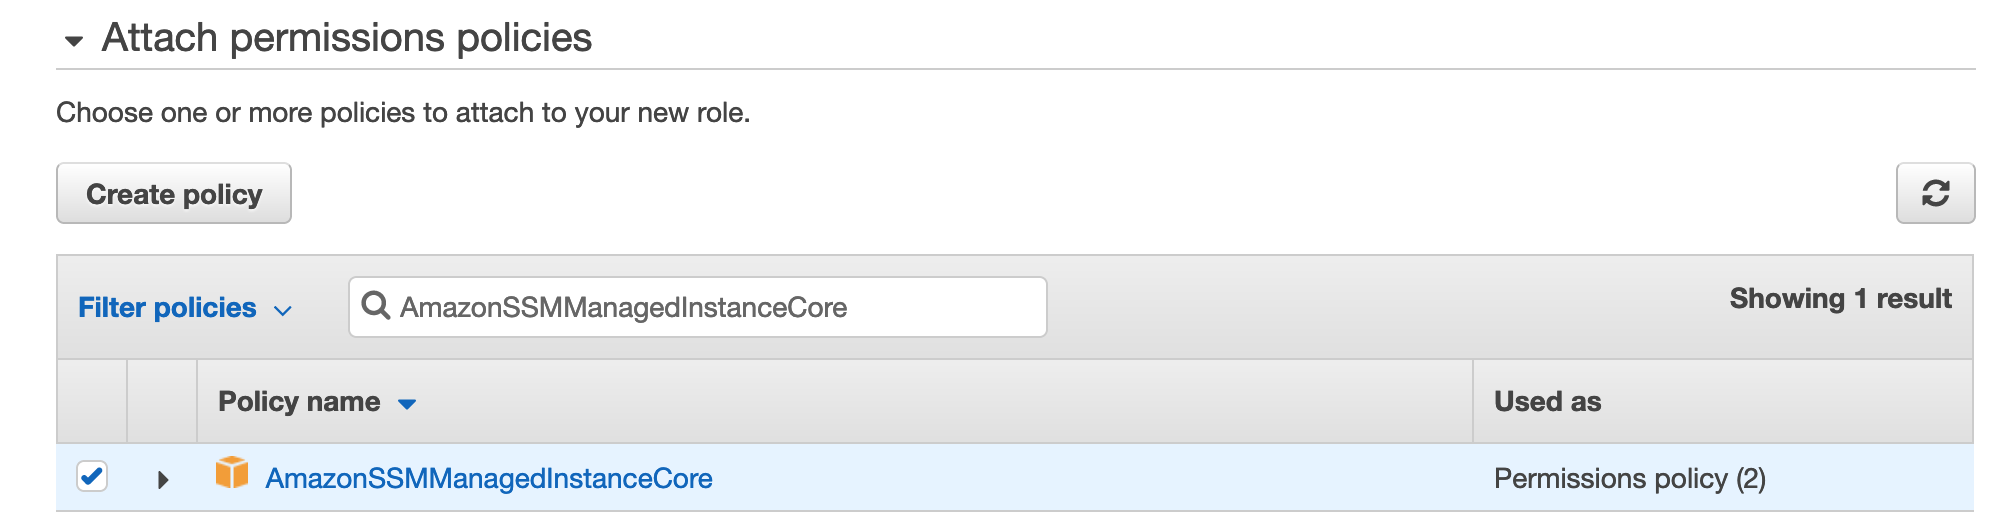 Attach permissions policies
Choose one or more policies to attach to your new role.
Create policy
Filter policies
AmazonSSMManagedInstanceCore
Showing 1 result
Policy name
Used as
AmazonSSMManagedInstanceCore
Permissions policy (2)